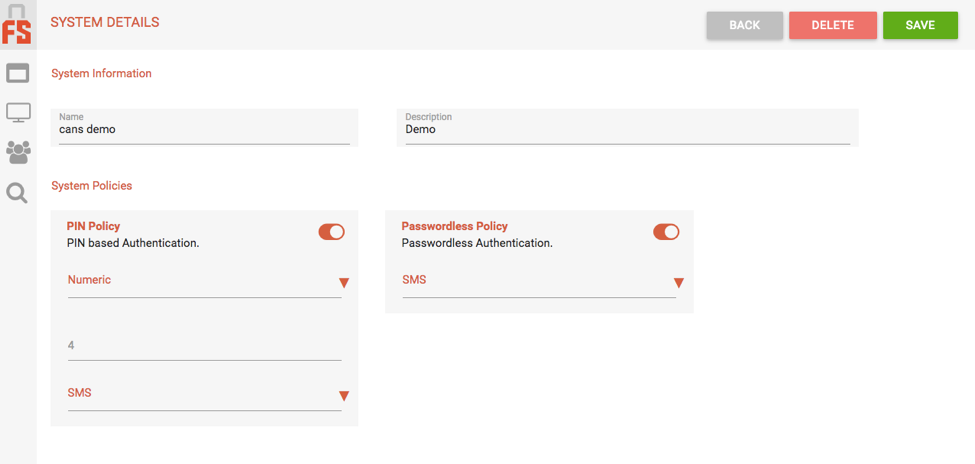 FS
SYSTEM DETAILS
BACK
DELETE
SAVE
System Information
Name
cans demo
Description
Demo
System Policies
PIN Policy
PIN based Authentication.
Numeric
4
SMS
Passwordless Policy
Passwordless Authentication.
SMS